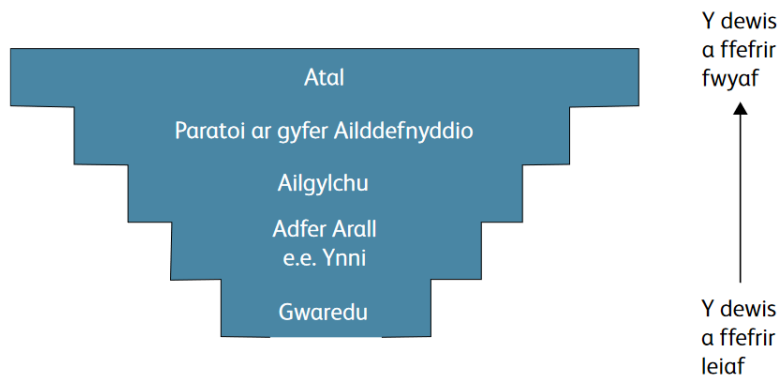 Atal
Paratoi ar gyfer Ailddefnyddio
Ailgylchu
Adfer Arall
e.e. Ynni
Gwaredu
Y dewis
a ffefrir
fwyaf
Y dewis
a ffefrir
leiaf